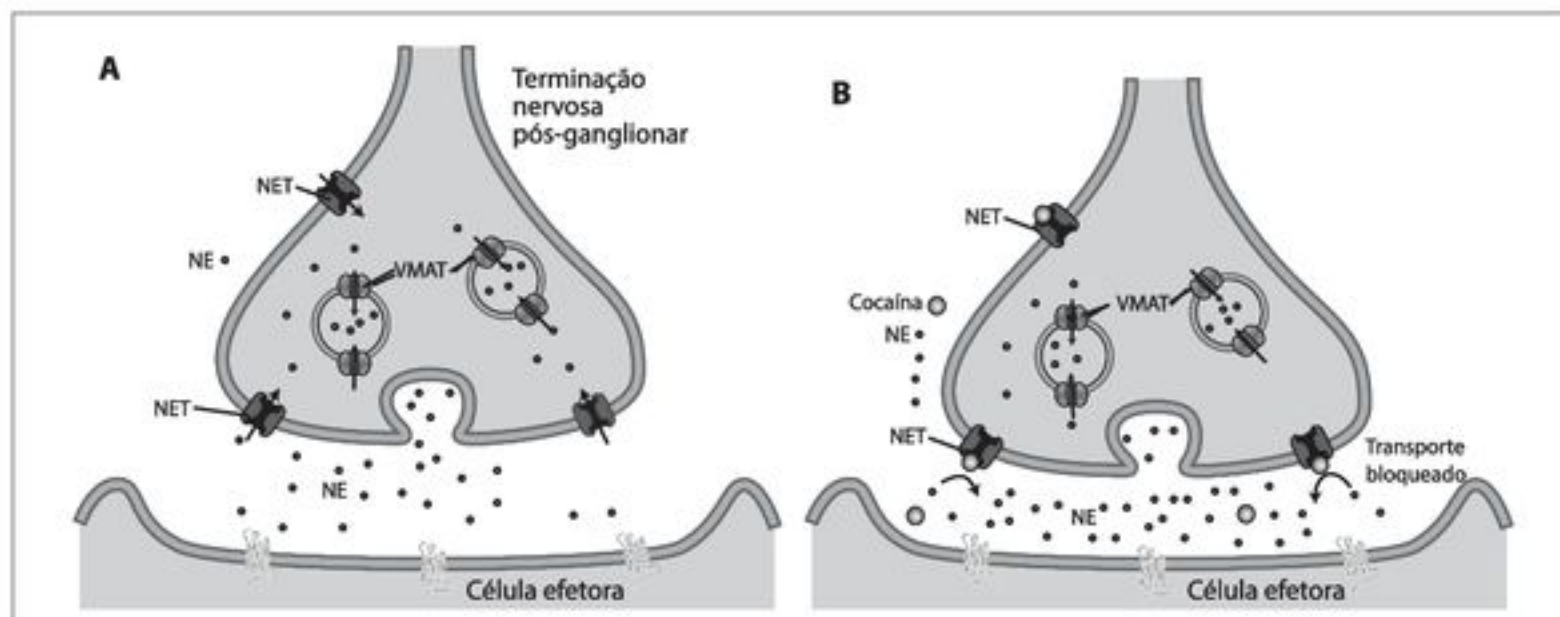 A
Terminação
nervosa
pós-ganglionar
NET
NE
VMAT
NET
NE
Célula efetora
B
NET
Cocaína
NE
VMAT
NET
Transporte
bloqueado
NE
Célula efetora